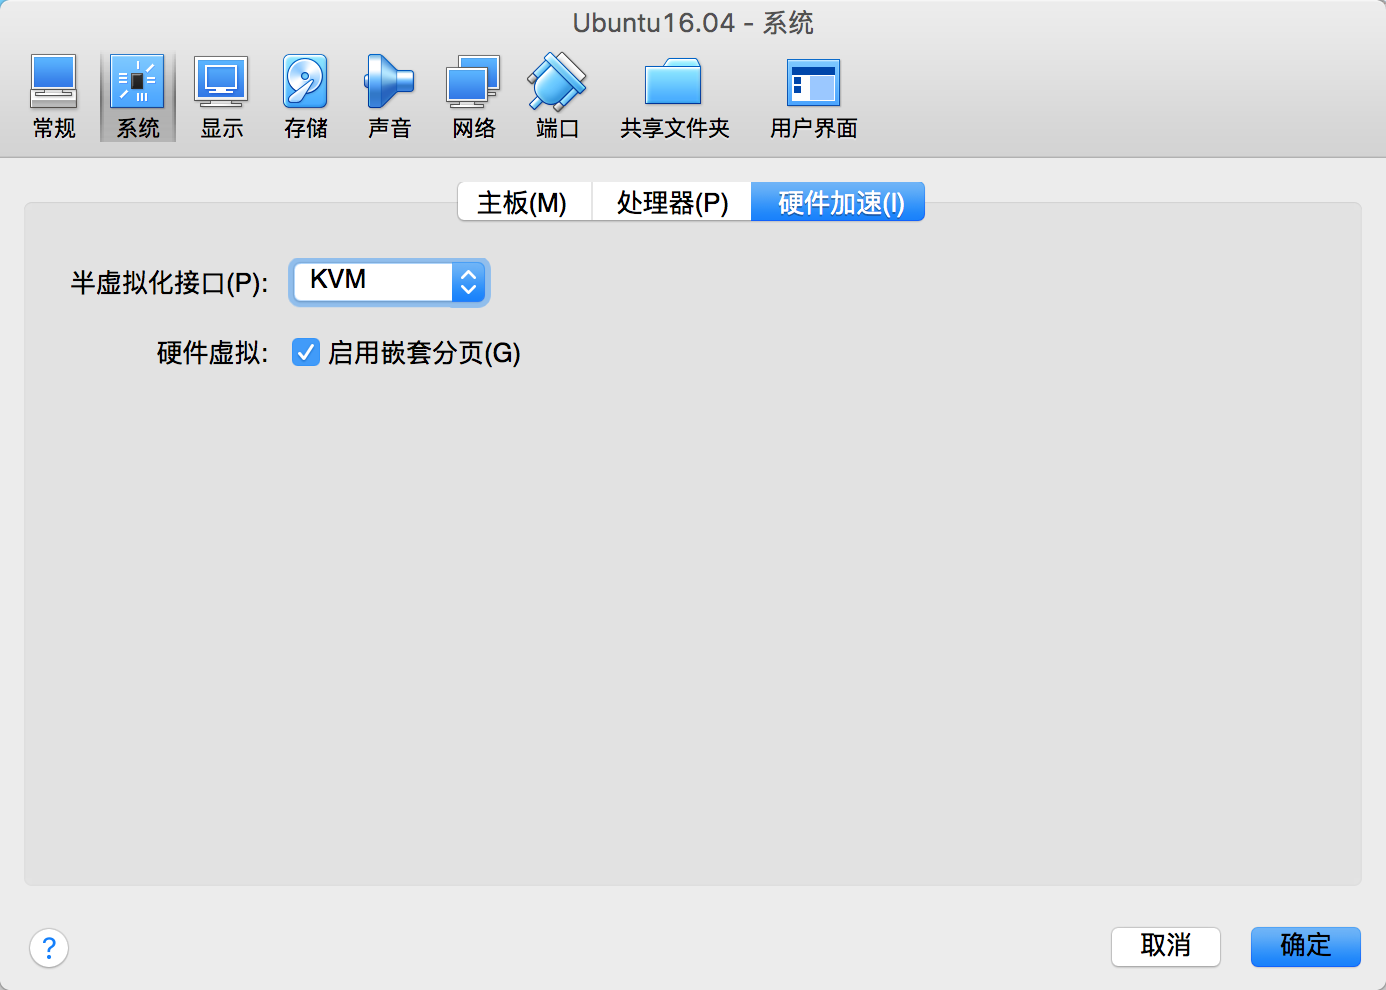 Ubuntu16.04 - 系统
常规 系统 显示 存储 声音 网络 端口 共享文件夹 用户界面
主板(M) 处理器(P) 硬件加速(I)
半虚拟化接口(P): KVM
硬件虚拟: 启用嵌套分页(G)
? 取消 确定